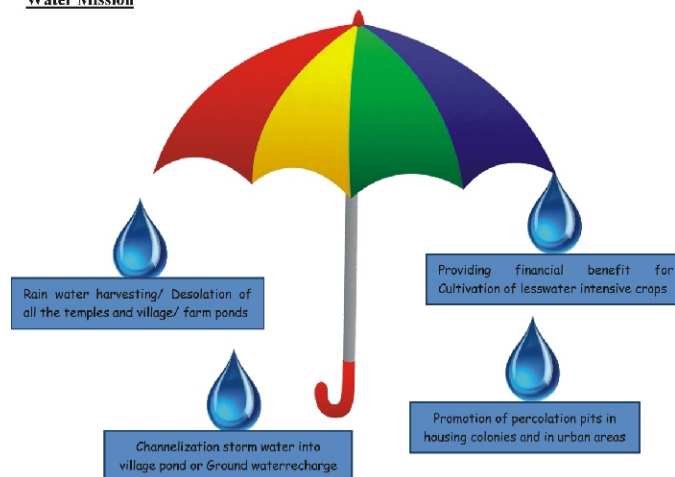 Water Mission
Rain water harvesting/ Desolation of
all the temples and village/ farm ponds
Providing financial benefit for
Cultivation of lesswater intensive crops
Channelization storm water into
village pond or Ground waterrecharge
Promotion of percolation pits in
housing colonies and in urban areas